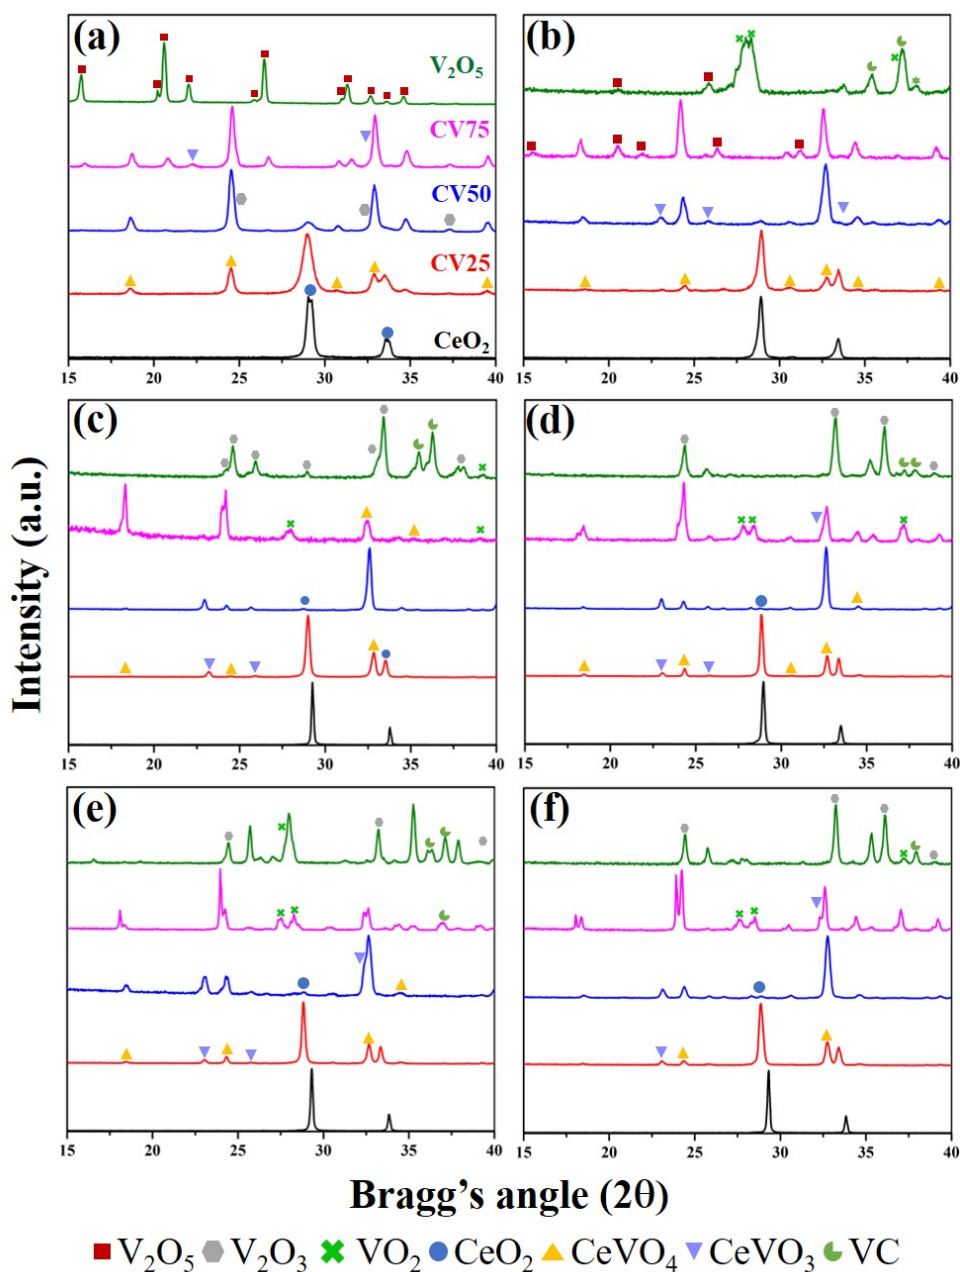 (a)
V₂O₅
CV75
CV50
CV25
CeO₂
15 20 25 30 35 40
(b)
15 20 25 30 35 40
(c)
15 20 25 30 35 40
(d)
15 20 25 30 35 40
(e)
15 20 25 30 35 40
(f)
15 20 25 30 35 40
Intensity (a.u.)
Bragg's angle (2θ)
V₂O₅ V₂O₃ VO₂ CeO₂ CeVO₄ CeVO₃ VC